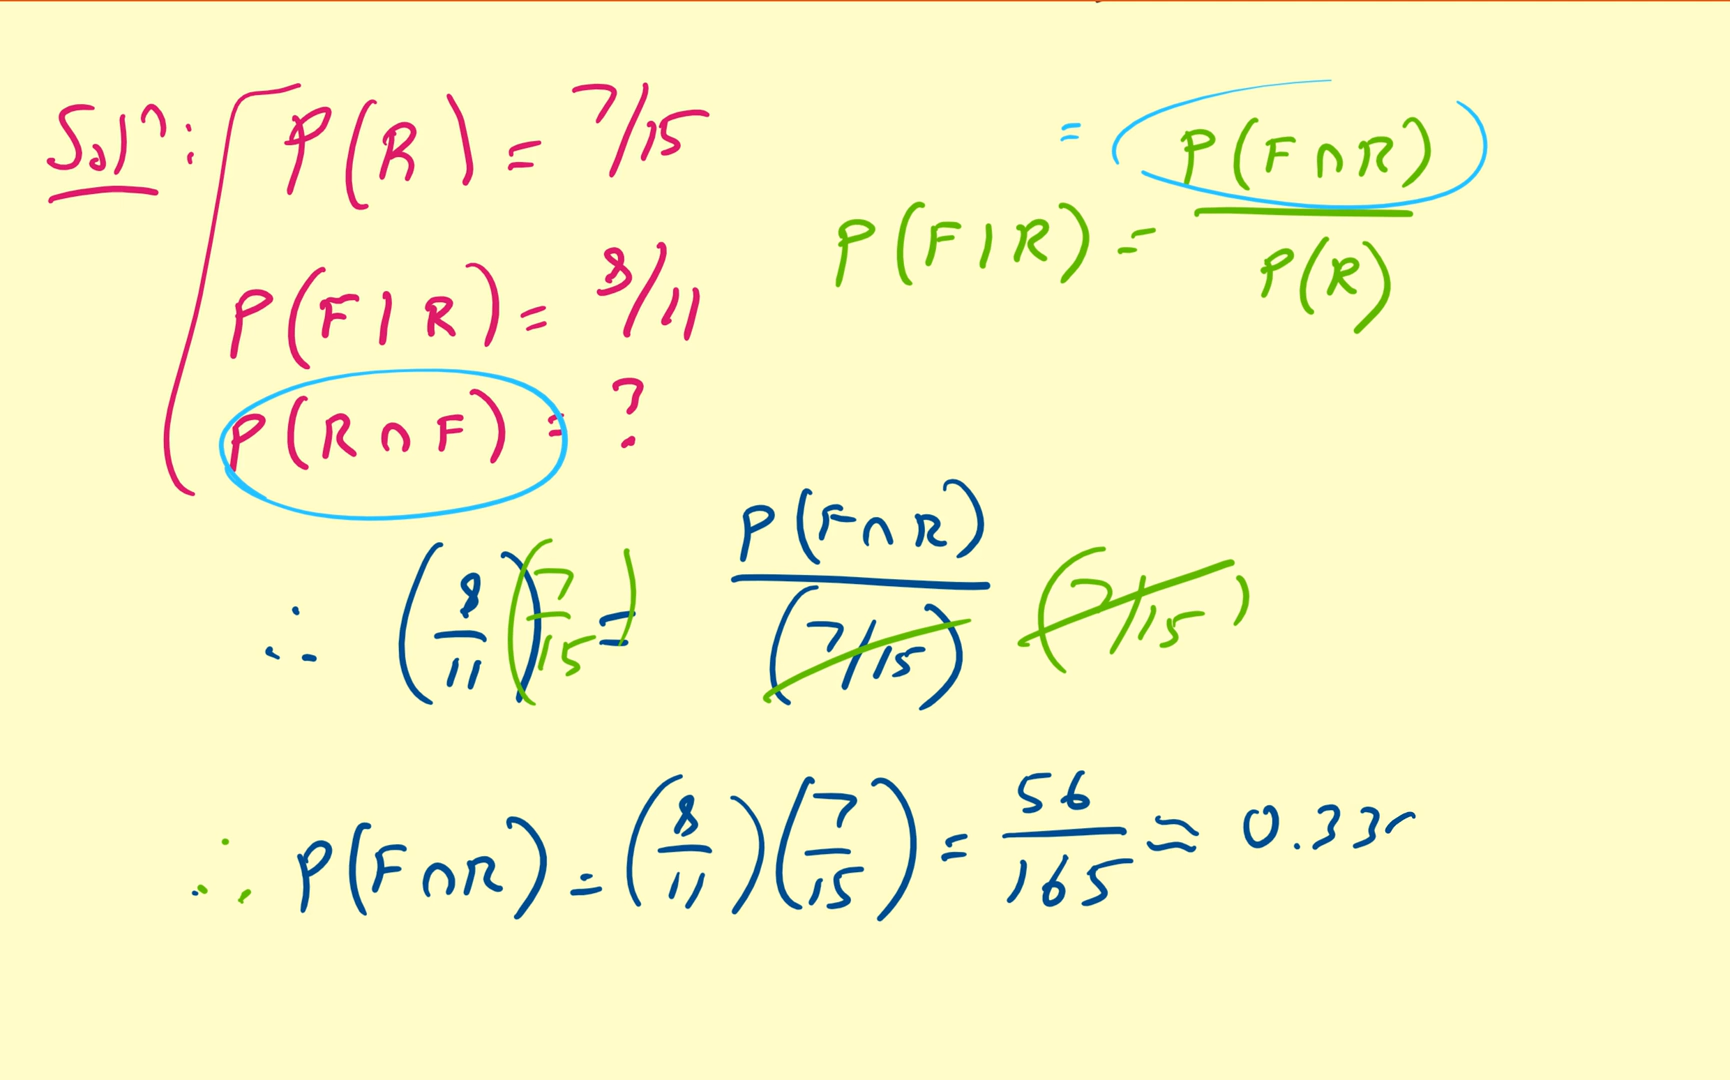 Solⁿ: P(R) = 7/15
P(F|R) = 8/11
P(R∩F) = ?
= P(F∩R)
P(F|R) = ─────
P(R)
∴ (8/11)(7/15) = P(F∩R)/(7/15) (7/15)
∴ P(F∩R) = (8/11)(7/15) = 56/165 ≈ 0.33